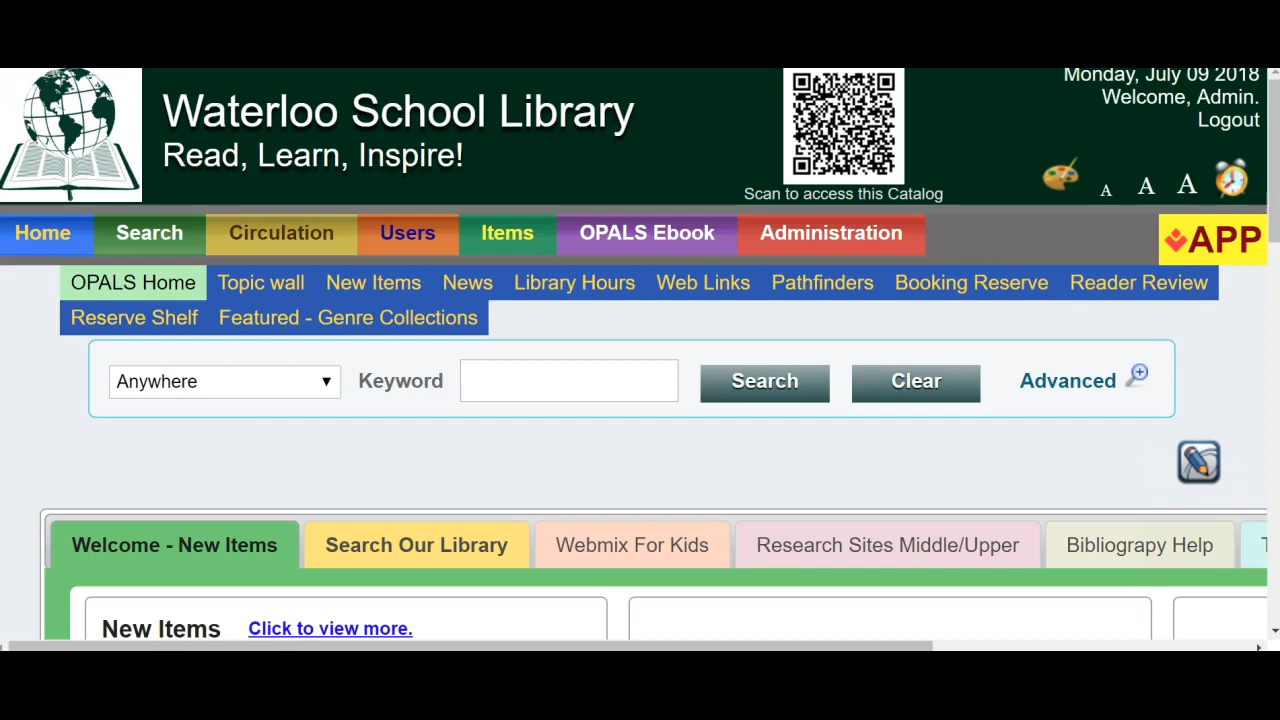 Monday, July 09 2018
Waterloo School Library
Welcome, Admin.
Logout
Read, Learn, Inspire!
A A A
Scan to access this Catalog
Home Search Circulation Users Items OPALS Ebook Administration APP
OPALS Home Topic wall New Items News Library Hours Web Links Pathfinders Booking Reserve Reader Review
Reserve Shelf Featured - Genre Collections
Anywhere Keyword Search Clear Advanced
Welcome - New Items Search Our Library Webmix For Kids Research Sites Middle/Upper Bibliograpy Help
New Items Click to view more.